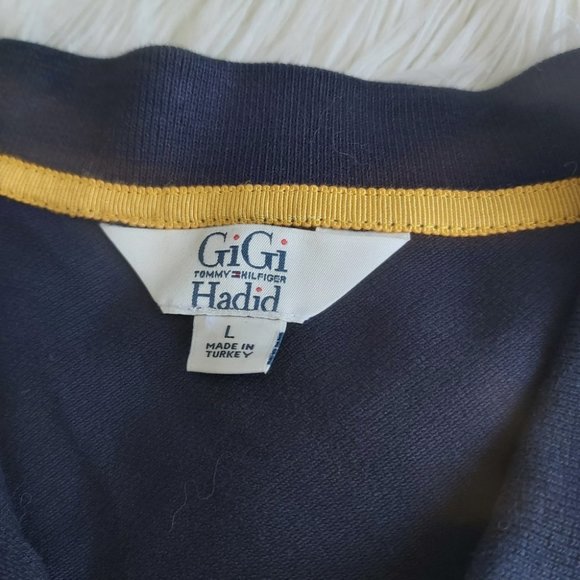 GiGi
TOMMY HILFIGER
Hadid
L
MADE IN
TURKEY